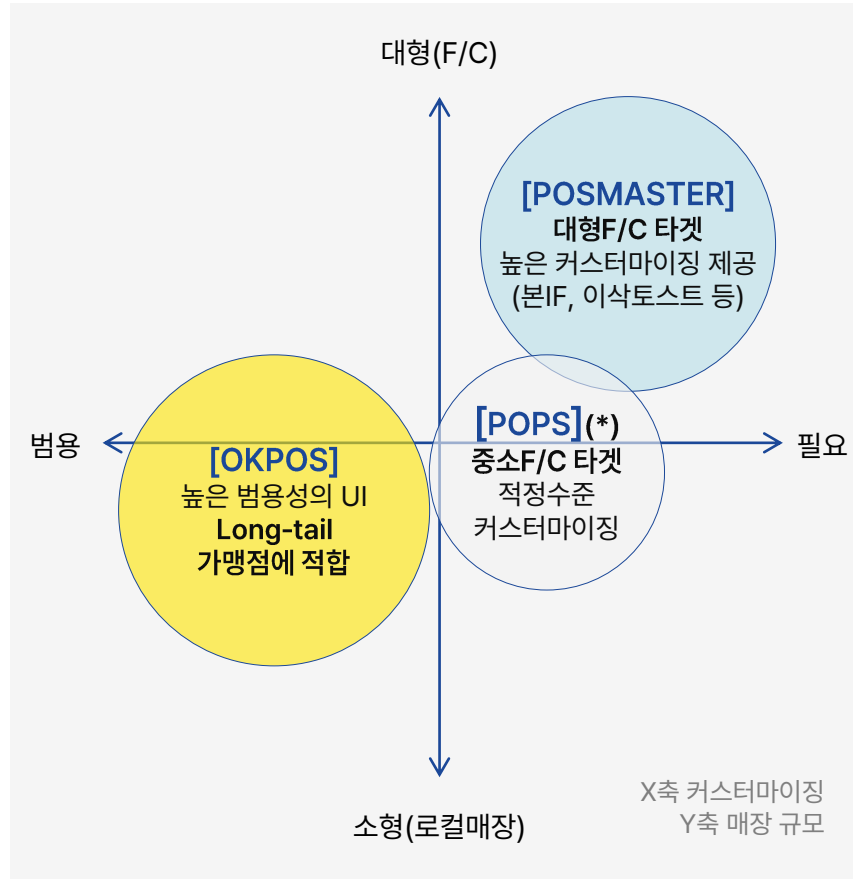 대형(F/C)
[POSMASTER]
대형F/C 타겟
높은 커스터마이징 제공
(본IF, 이삭토스트 등)
범용
필요
[OKPOS]
높은 범용성의 UI
Long-tail
가맹점에 적합
[POPS](*)
중소F/C 타겟
적정수준
커스터마이징
소형(로컬매장)
X축 커스터마이징
Y축 매장 규모